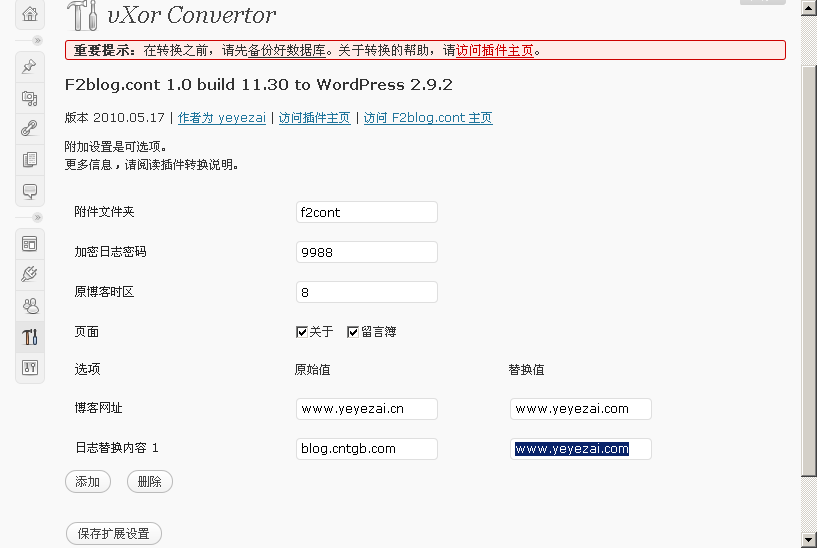 vXor Convertor
重要提示：在转换之前，请先备份好数据库。关于转换的帮助，请访问插件主页。
F2blog.cont 1.0 build 11.30 to WordPress 2.9.2
版本 2010.05.17 | 作者为 yeyezai | 访问插件主页 | 访问 F2blog.cont 主页
附加设置是可选项。
更多信息，请阅读插件转换说明。
附件文件夹 f2cont
加密日志密码 9988
原博客时区 8
页面 关于 留言簿
选项 原始值 替换值
博客网址 www.yeyezai.cn www.yeyezai.com
日志替换内容 1 blog.cntgb.com www.yeyezai.com
添加 删除
保存扩展设置